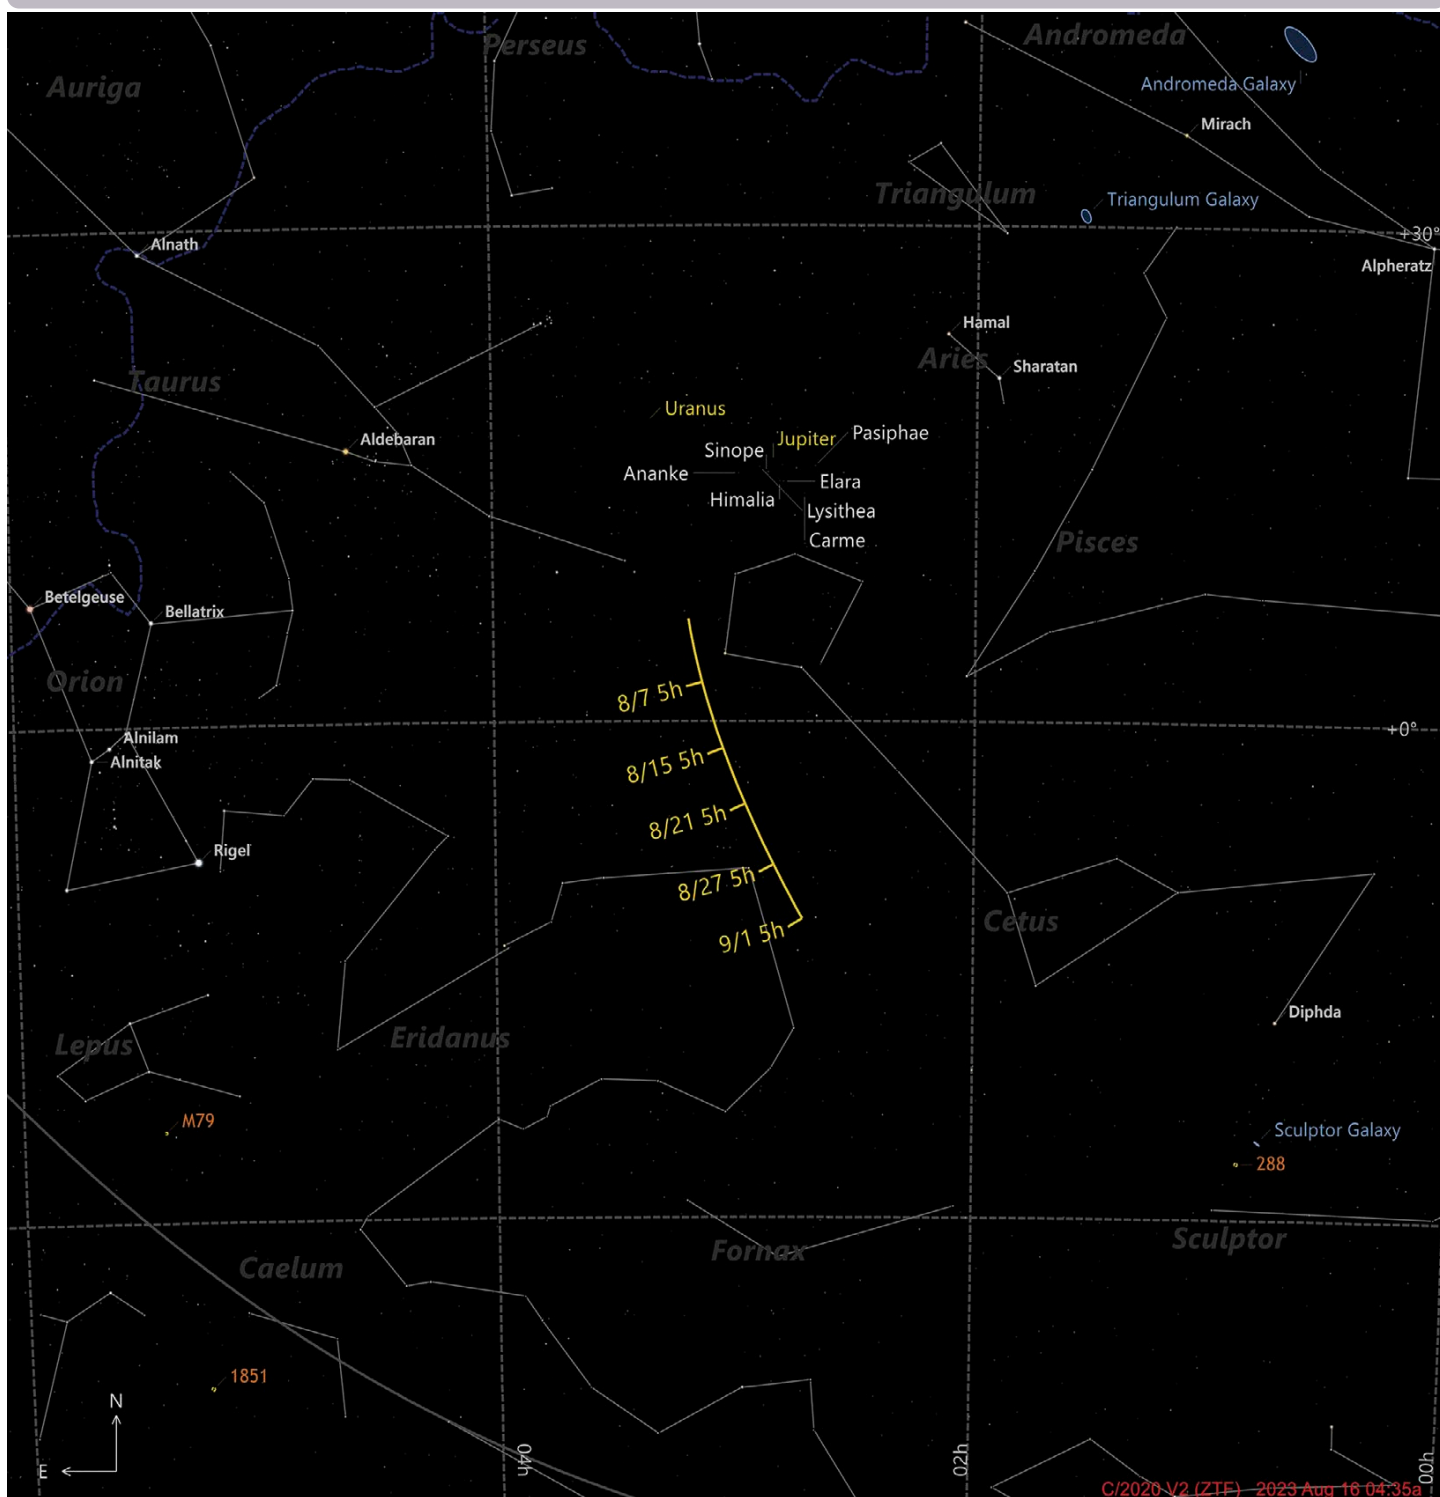 Perseus
Andromeda
Auriga
Andromeda Galaxy
Mirach
Triangulum
Triangulum Galaxy
+30°
Alnath
Alpheratz
Hamal
Aries
Sharatan
Taurus
Uranus
Jupiter
Pasiphae
Aldebaran
Sinope
Ananke
Elara
Himalia
Lysithea
Carme
Pisces
Betelgeuse
Bellatrix
Orion
8/7 5h
+0°
Alnilam
Alnitak
8/15 5h
8/21 5h
Rigel
8/27 5h
Cetus
9/1 5h
Diphda
Eridanus
Lepus
M79
Sculptor Galaxy
288
Sculptor
Fornax
Caelum
1851
N
E
04h
02h
00h
C/2020 V2 (ZTF) 2023 Aug 16 04:35a